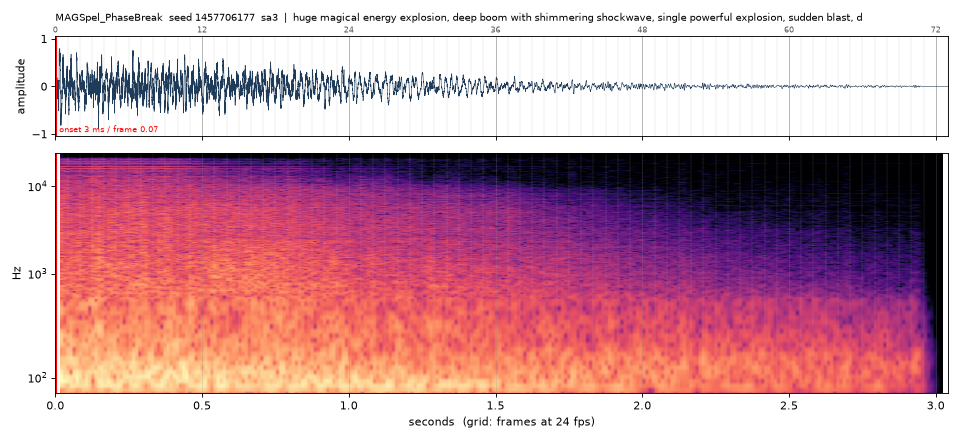 MAGSpel_PhaseBreak seed 1457706177 sa3 | huge magical energy explosion, deep boom with shimmering shockwave, single powerful explosion, sudden blast, d
0 12 24 36 48 60 72
1
0
−1
amplitude
onset 3 ms / frame 0.07
10⁴
10³
10²
Hz
0.0 0.5 1.0 1.5 2.0 2.5 3.0
seconds (grid: frames at 24 fps)